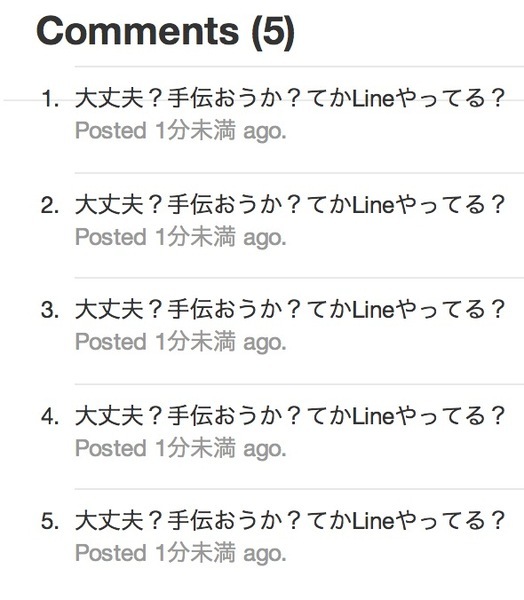 Comments (5)
1. 大丈夫？手伝おうか？てかLineやってる？
Posted 1分未満 ago.
2. 大丈夫？手伝おうか？てかLineやってる？
Posted 1分未満 ago.
3. 大丈夫？手伝おうか？てかLineやってる？
Posted 1分未満 ago.
4. 大丈夫？手伝おうか？てかLineやってる？
Posted 1分未満 ago.
5. 大丈夫？手伝おうか？てかLineやってる？
Posted 1分未満 ago.